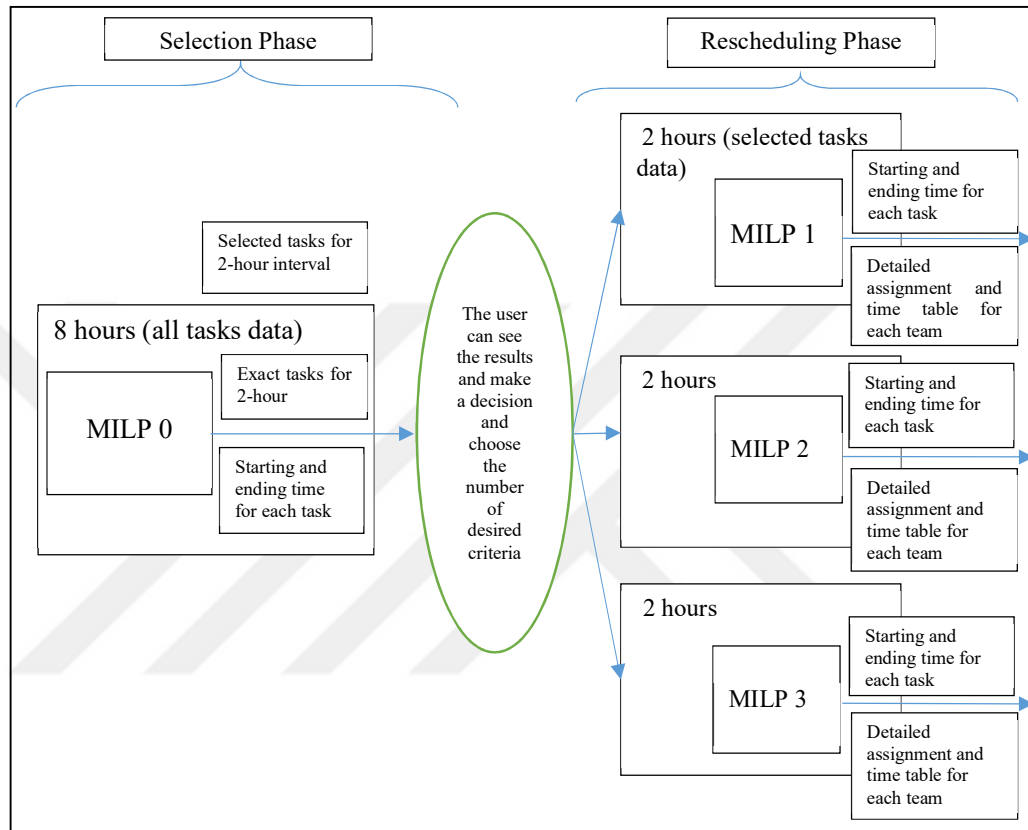 Selection Phase
Rescheduling Phase
Selected tasks for
2-hour interval
8 hours (all tasks data)
MILP 0
Exact tasks for
2-hour
Starting and
ending time
for each task
The user
can see
the results
and make
a decision
and
choose
the
number
of
desired
criteria
2 hours (selected tasks
data)
MILP 1
Starting and
ending time for
each task
Detailed
assignment and
time table for
each team
2 hours
MILP 2
Starting and
ending time for
each task
Detailed
assignment and
time table for
each team
2 hours
MILP 3
Starting and
ending time for
each task
Detailed
assignment and
time table for
each team